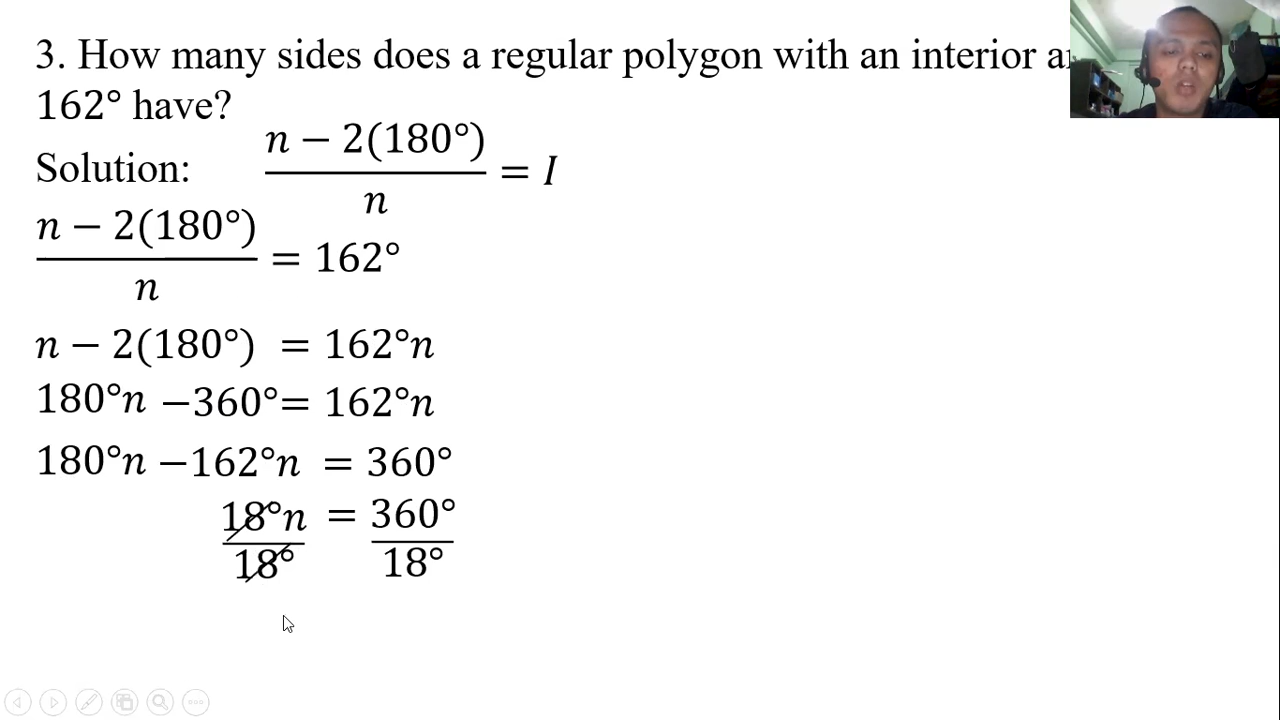 3. How many sides does a regular polygon with an interior
162° have?
Solution: n − 2(180°) / n = I
n − 2(180°) / n = 162°
n − 2(180°) = 162°n
180°n −360°= 162°n
180°n −162°n = 360°
18°n / 18° = 360° / 18°